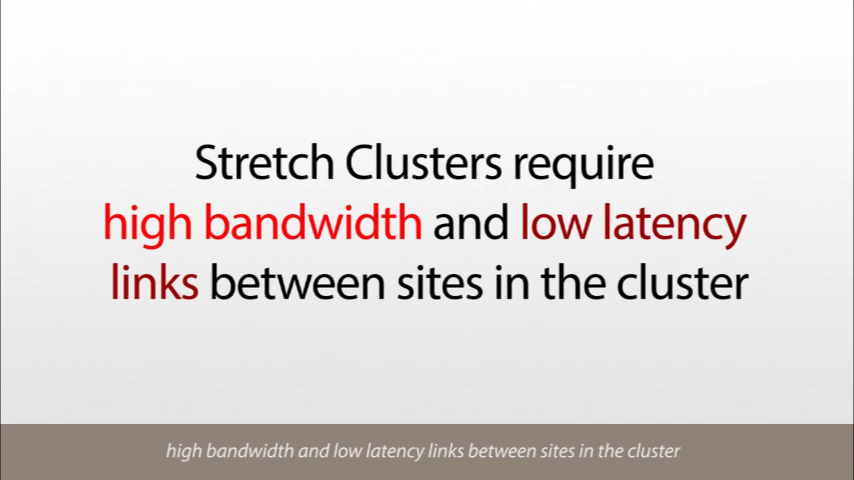 Stretch Clusters require
high bandwidth and low latency
links between sites in the cluster
high bandwidth and low latency links between sites in the cluster